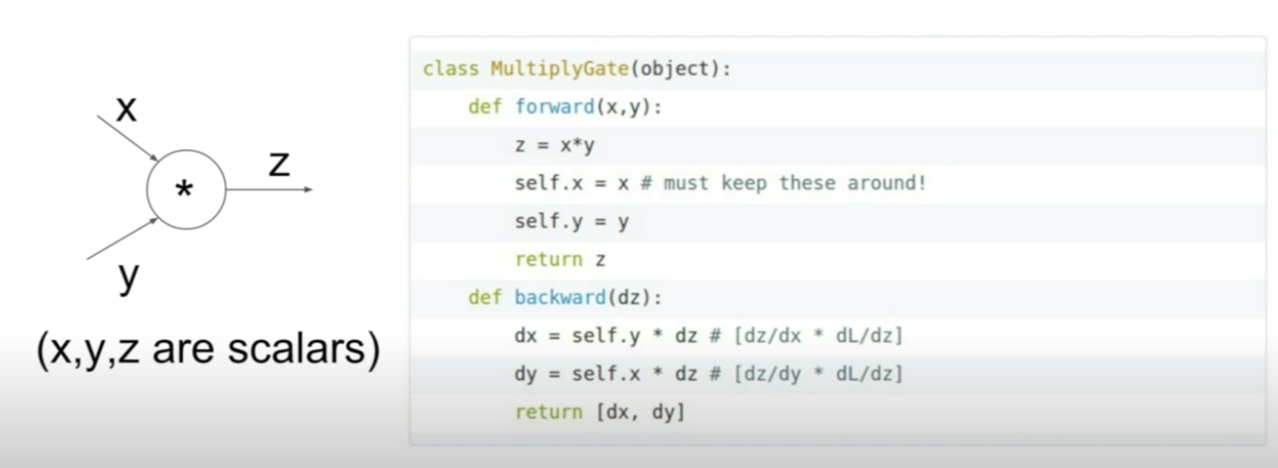 x
*
z
y
(x,y,z are scalars)
class MultiplyGate(object):
    def forward(x,y):
        z = x*y
        self.x = x # must keep these around!
        self.y = y
        return z
    def backward(dz):
        dx = self.y * dz # [dz/dx * dL/dz]
        dy = self.x * dz # [dz/dy * dL/dz]
        return [dx, dy]